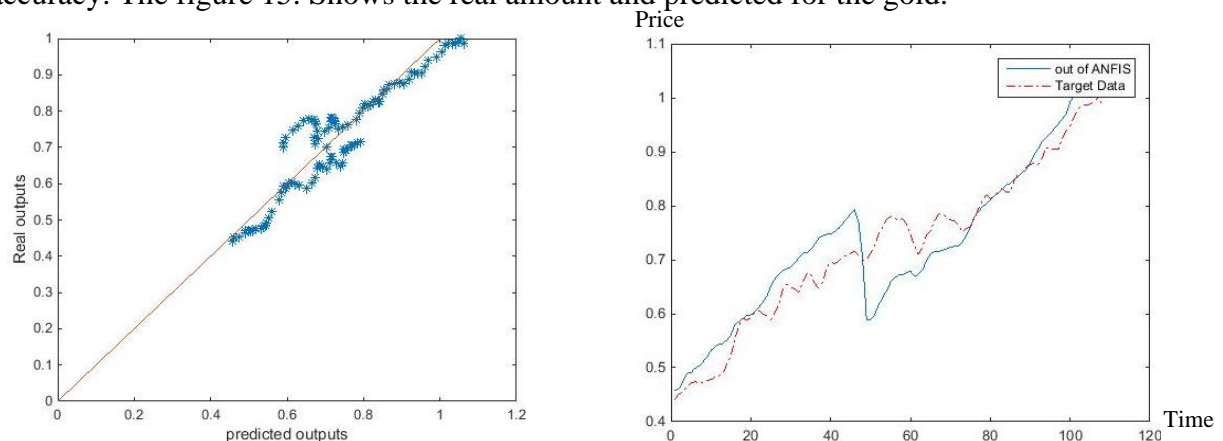 accuracy. The figure 15. Shows the real amount and predicted for the gold.
Price
1
0.9
0.8
0.7
0.6
0.5
0.4
0.3
0.2
0.1
0
Real outputs
0 0.2 0.4 0.6 0.8 1 1.2
predicted outputs
1.1
1
0.9
0.8
0.7
0.6
0.5
0.4
out of ANFIS
Target Data
0 20 40 60 80 100 120
Time